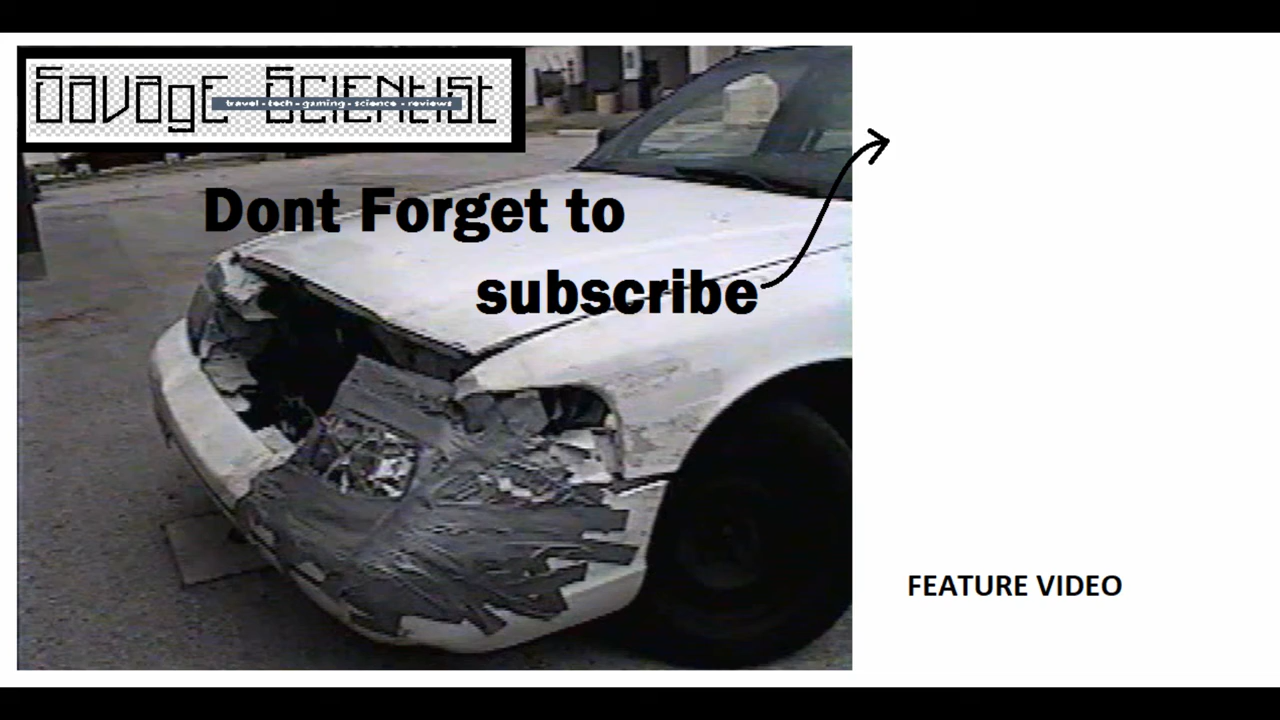 Savage Scientist
travel - tech - gaming - science - reviews
Dont Forget to
subscribe
FEATURE VIDEO